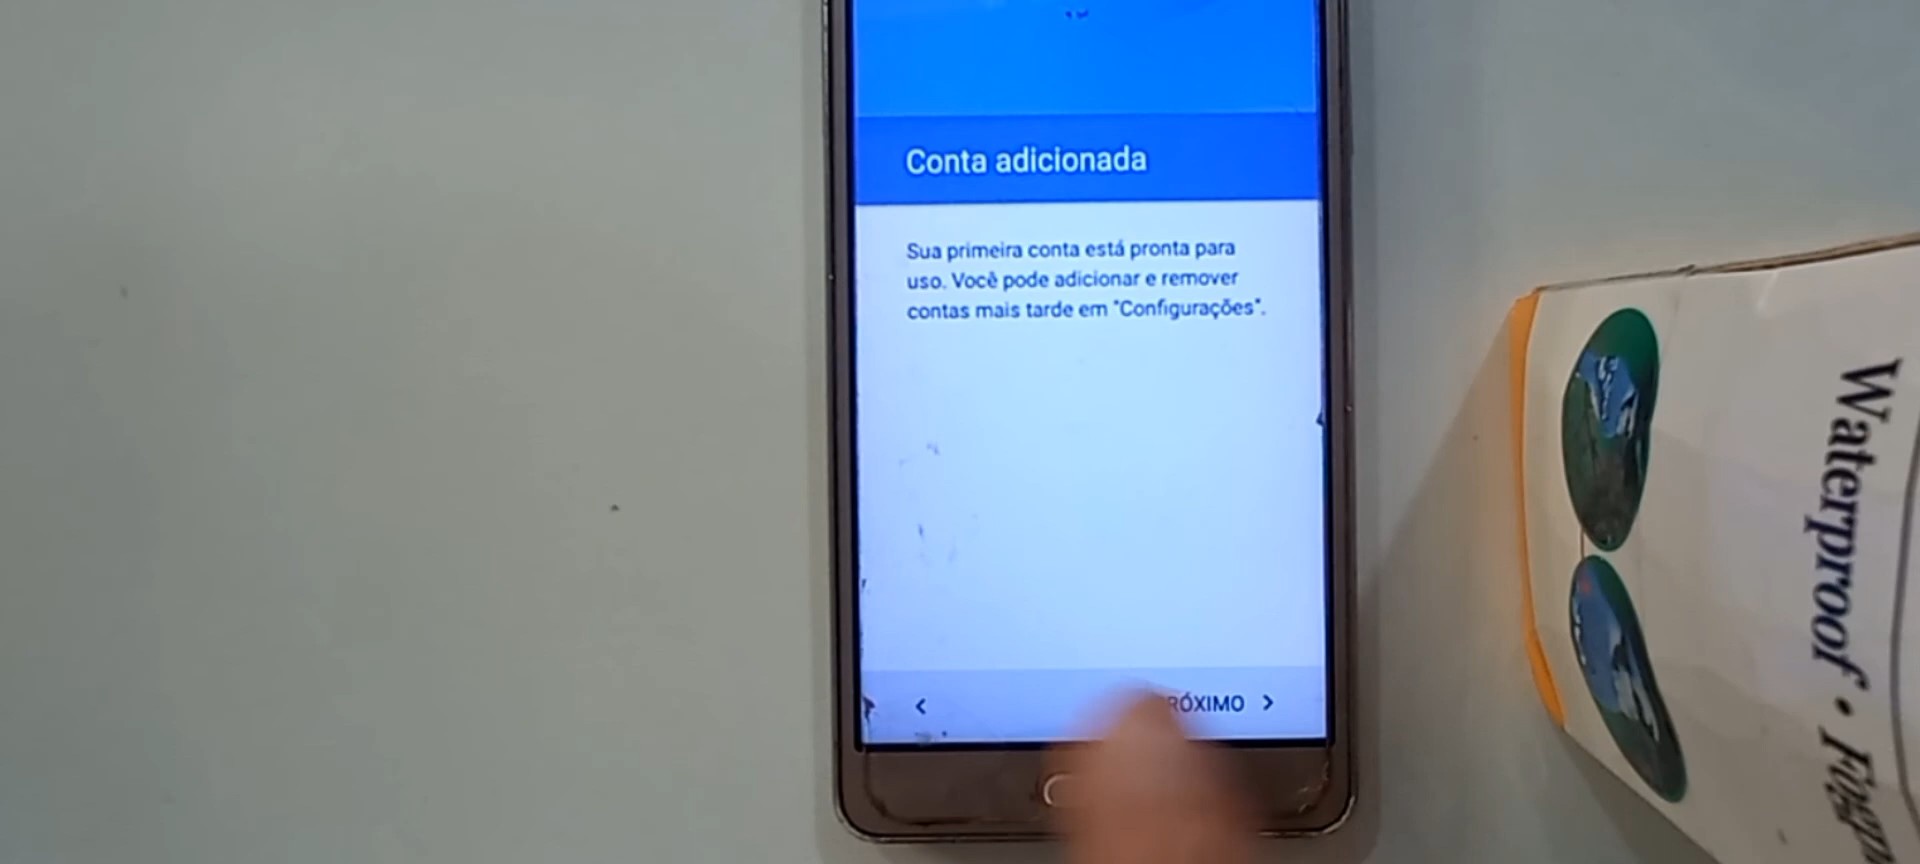 Conta adicionada
Sua primeira conta está pronta para
uso. Você pode adicionar e remover
contas mais tarde em "Configurações".
RÓXIMO
Waterproof •